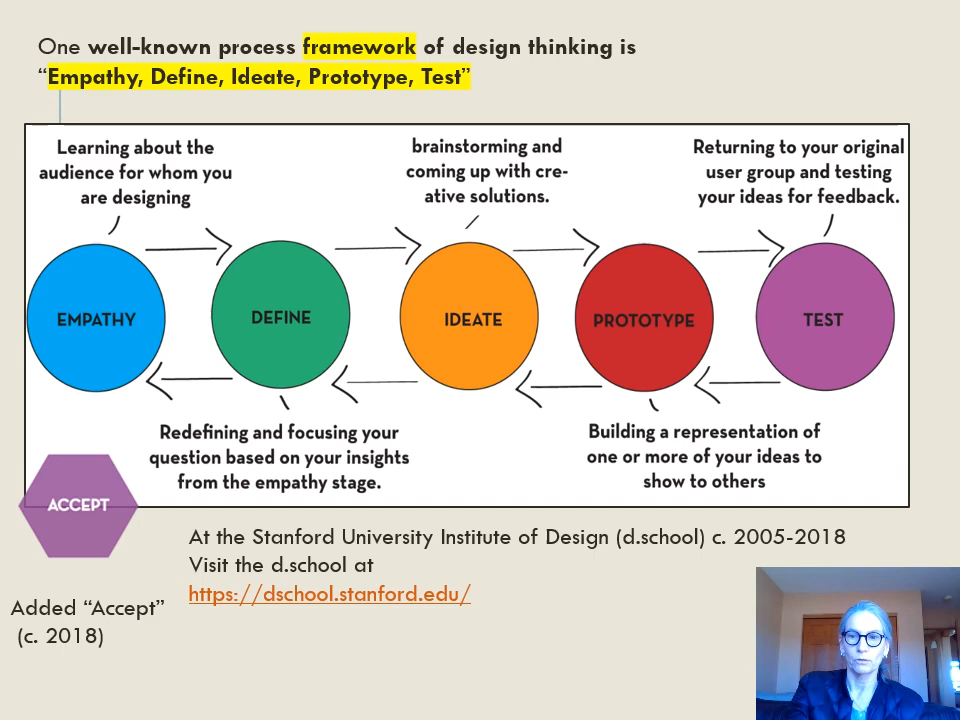 One well-known process framework of design thinking is
“Empathy, Define, Ideate, Prototype, Test”
Learning about the
audience for whom you
are designing
brainstorming and
coming up with cre-
ative solutions.
Returning to your original
user group and testing
your ideas for feedback.
EMPATHY
DEFINE
IDEATE
PROTOTYPE
TEST
Redefining and focusing your
question based on your insights
from the empathy stage.
Building a representation of
one or more of your ideas to
show to others
ACCEPT
At the Stanford University Institute of Design (d.school) c. 2005-2018
Visit the d.school at
https://dschool.stanford.edu/
Added “Accept”
(c. 2018)